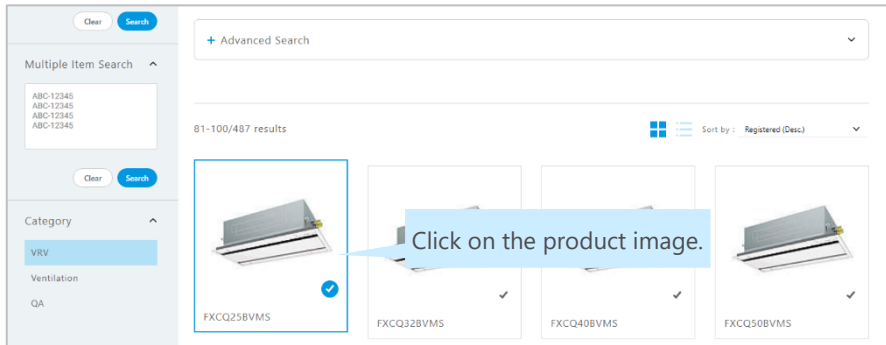 Clear Search
+ Advanced Search
Multiple Item Search
ABC-12345
ABC-12345
ABC-12345
ABC-12345
Clear Search
81-100/487 results
Sort by : Registered (Desc.)
Category
VRV
Ventilation
QA
Click on the product image.
FXCQ25BVMS
FXCQ32BVMS
FXCQ40BVMS
FXCQ50BVMS